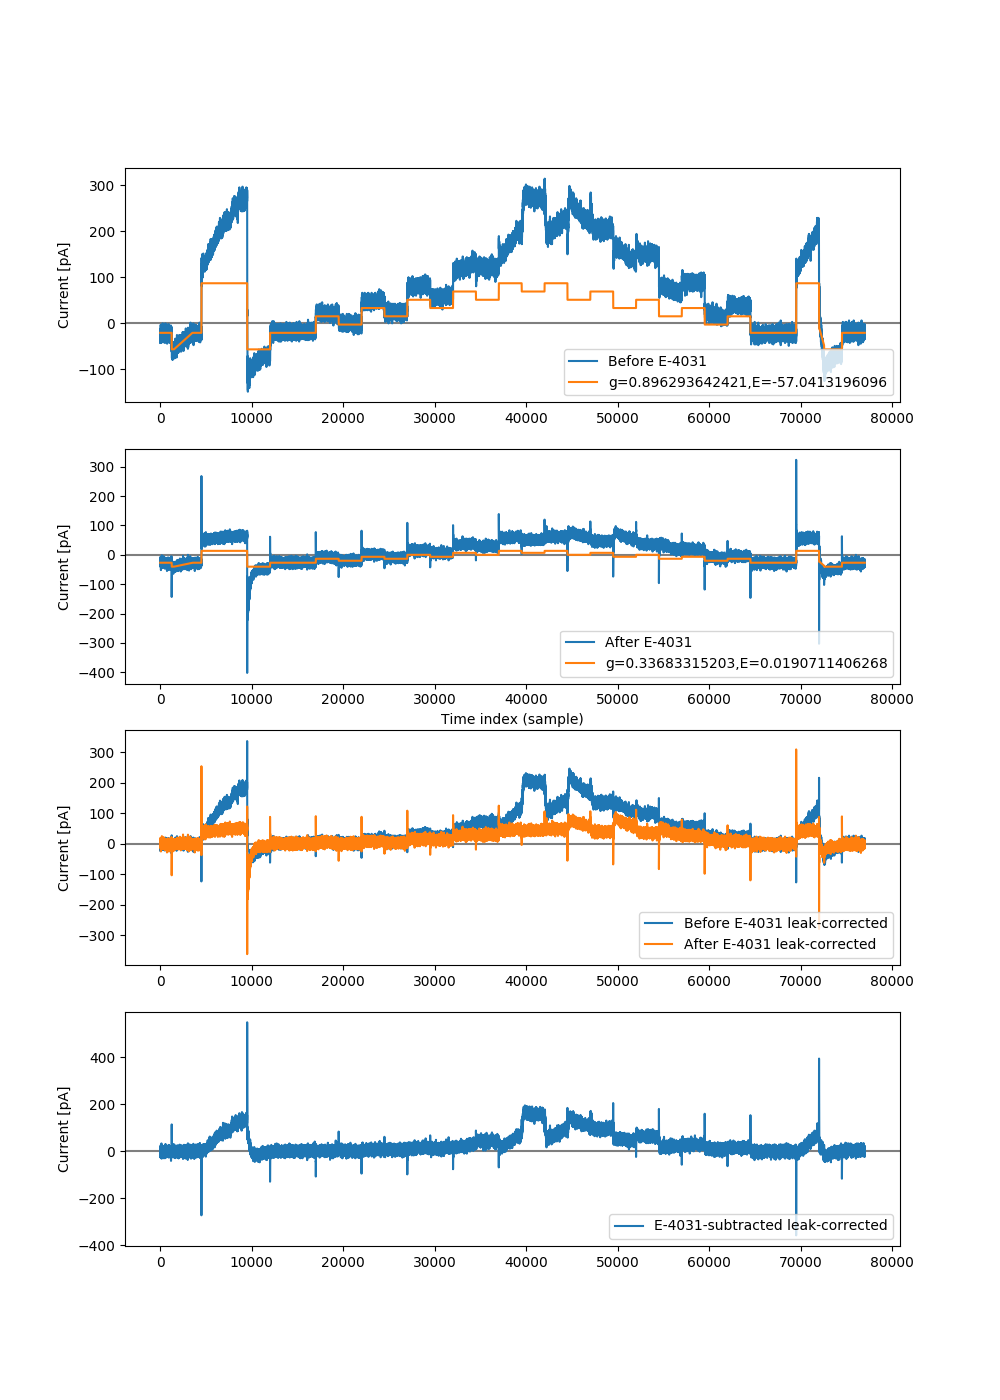 300
200
100
0
−100
Current [pA]
Before E-4031
g=0.896293642421,E=-57.0413196096
0 10000 20000 30000 40000 50000 60000 70000 80000
300
200
100
0
−100
−200
−300
−400
Current [pA]
After E-4031
g=0.33683315203,E=0.0190711406268
0 10000 20000 30000 40000 50000 60000 70000 80000
Time index (sample)
300
200
100
0
−100
−200
−300
Current [pA]
Before E-4031 leak-corrected
After E-4031 leak-corrected
0 10000 20000 30000 40000 50000 60000 70000 80000
400
200
0
−200
−400
Current [pA]
E-4031-subtracted leak-corrected
0 10000 20000 30000 40000 50000 60000 70000 80000